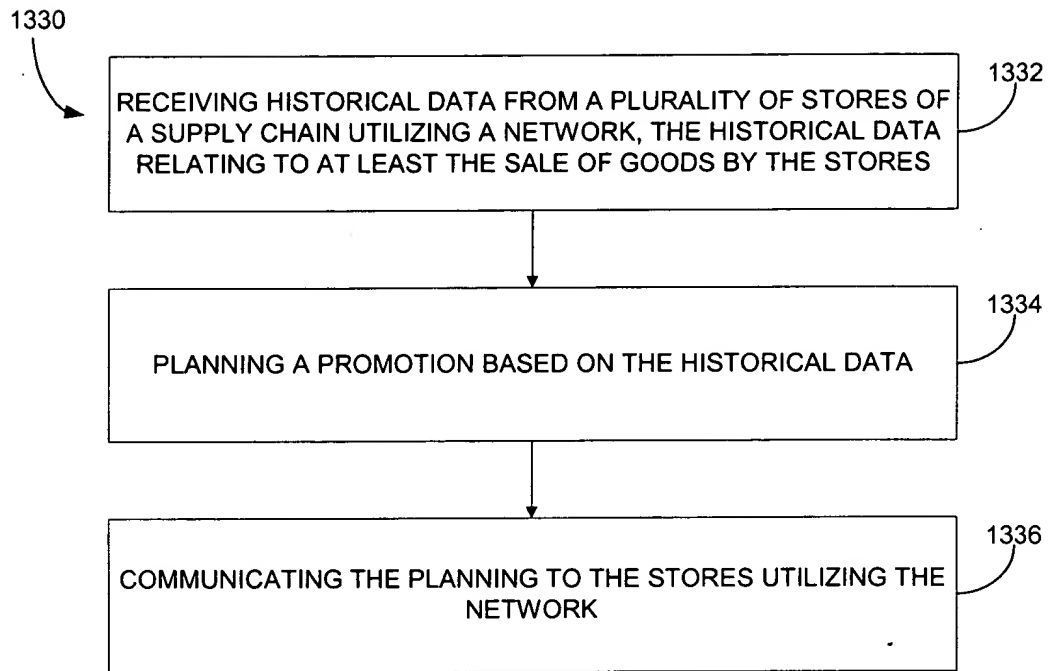 1330
1332
RECEIVING HISTORICAL DATA FROM A PLURALITY OF STORES OF
A SUPPLY CHAIN UTILIZING A NETWORK, THE HISTORICAL DATA
RELATING TO AT LEAST THE SALE OF GOODS BY THE STORES
1334
PLANNING A PROMOTION BASED ON THE HISTORICAL DATA
1336
COMMUNICATING THE PLANNING TO THE STORES UTILIZING THE
NETWORK